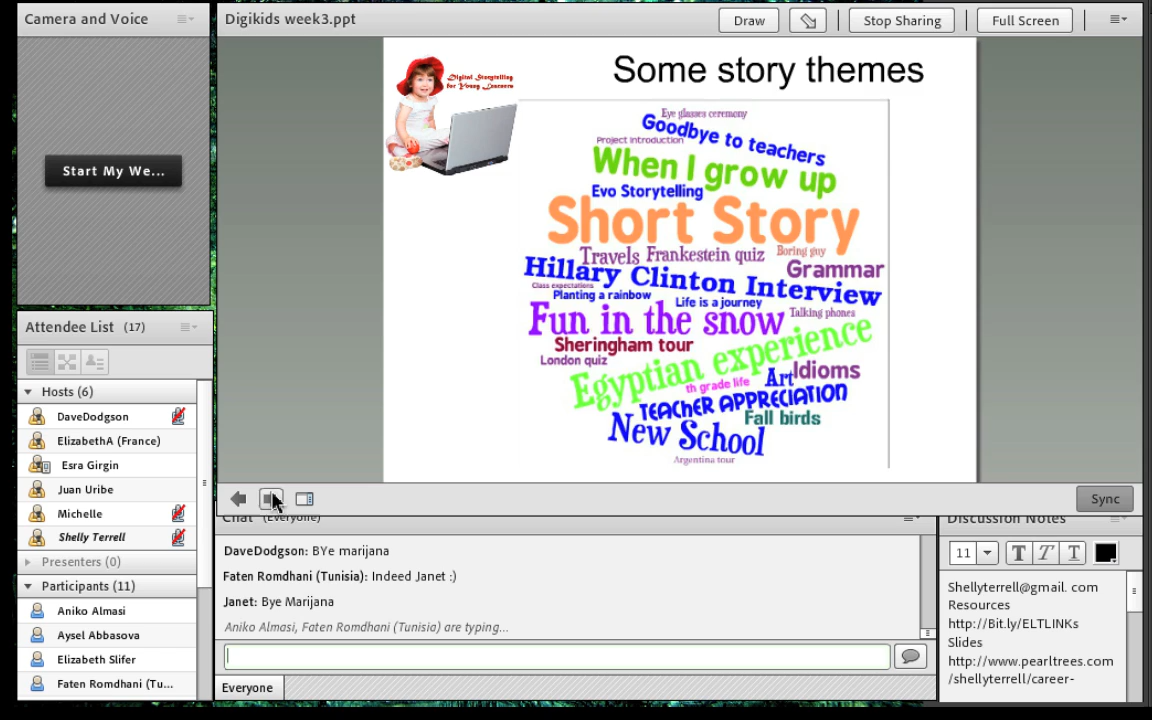 Camera and Voice
Start My We...
Attendee List (17)
Hosts (6)
DaveDodgson
ElizabethA (France)
Esra Girgin
Juan Uribe
Michelle
Shelly Terrell
Presenters (0)
Participants (11)
Aniko Almasi
Aysel Abbasova
Elizabeth Slifer
Faten Romdhani (Tu...
Digikids week3.ppt
Draw
Stop Sharing
Full Screen
Digital Storytelling
for Young Learners
Some story themes
Eye glasses ceremony
Goodbye to teachers
Project introduction
When I grow up
Evo Storytelling
Short Story
Travels
Frankestein quiz
Boring guy
Grammar
Hillary Clinton Interview
Class expectations
Planting a rainbow
Life is a journey
Fun in the snow
Talking phones
Sheringham tour
London quiz
Egyptian experience
th grade life
Art
Idioms
TEACHER APPRECIATION
Fall birds
New School
Argentina tour
Sync
Chat (Everyone)
DaveDodgson: BYe marijana
Faten Romdhani (Tunisia): Indeed Janet :)
Janet: Bye Marijana
Aniko Almasi, Faten Romdhani (Tunisia) are typing...
Everyone
Discussion Notes
11
T T T
Shellyterrell@gmail. com
Resources
http://Bit.ly/ELTLINKs
Slides
http://www.pearltrees.com
/shellyterrell/career-